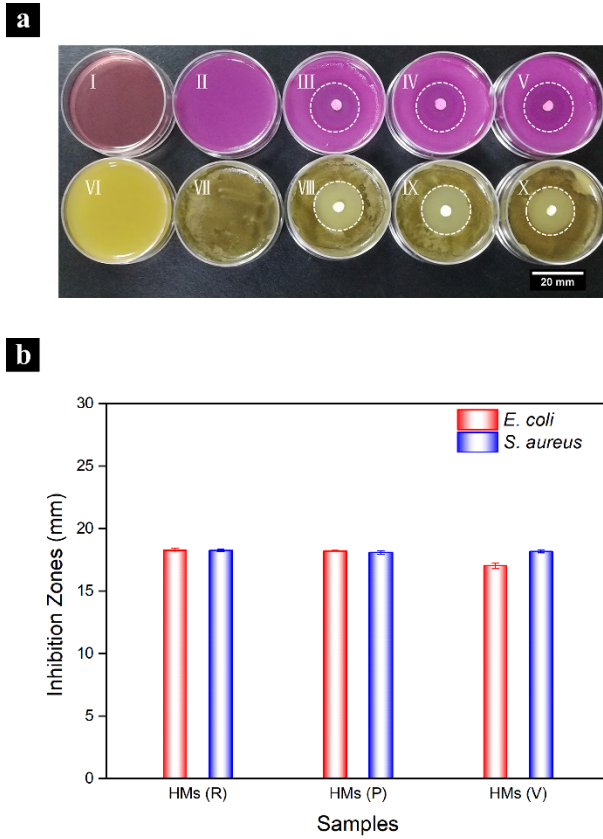 a
I II III IV V
VI VII VIII IX X
20 mm
b
30
25
20
15
10
5
0
Inhibition Zones (mm)
E. coli
S. aureus
HMs (R) HMs (P) HMs (V)
Samples